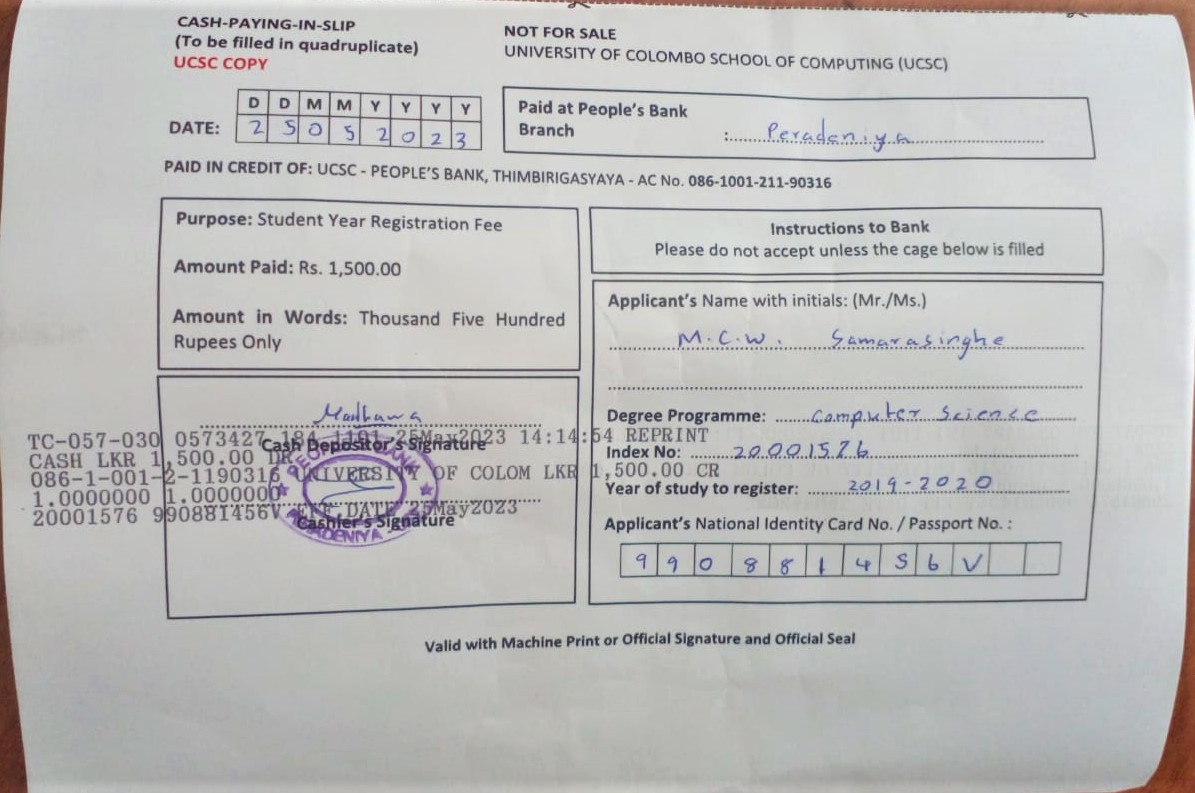 CASH-PAYING-IN-SLIP
(To be filled in quadruplicate)
UCSC COPY
NOT FOR SALE
UNIVERSITY OF COLOMBO SCHOOL OF COMPUTING (UCSC)
D D M M Y Y Y Y
DATE: 2 5 0 5 2 0 2 3
Paid at People's Bank
Branch :Peradeniya
PAID IN CREDIT OF: UCSC - PEOPLE'S BANK, THIMBIRIGASYAYA - AC No. 086-1001-211-90316
Purpose: Student Year Registration Fee
Amount Paid: Rs. 1,500.00
Amount in Words: Thousand Five Hundred
Rupees Only
Instructions to Bank
Please do not accept unless the cage below is filled
Applicant's Name with initials: (Mr./Ms.)
M.C.W. Samarasinghe
Degree Programme: Computer Science
Index No: 20001576
Year of study to register: 2019-2020
Applicant's National Identity Card No. / Passport No. :
9 9 0 8 8 1 4 5 6 V
Madhawa
Cash Depositor's Signature
TC-057-030 0573427 184 1191 25May2023 14:14:54 REPRINT
CASH LKR 1,500.00 DR
086-1-001-2-1190316 UNIVERSITY OF COLOM LKR 1,500.00 CR
1.0000000 1.0000000
20001576 990881456V EFF.DATE 25May2023
Cashier's Signature
Valid with Machine Print or Official Signature and Official Seal